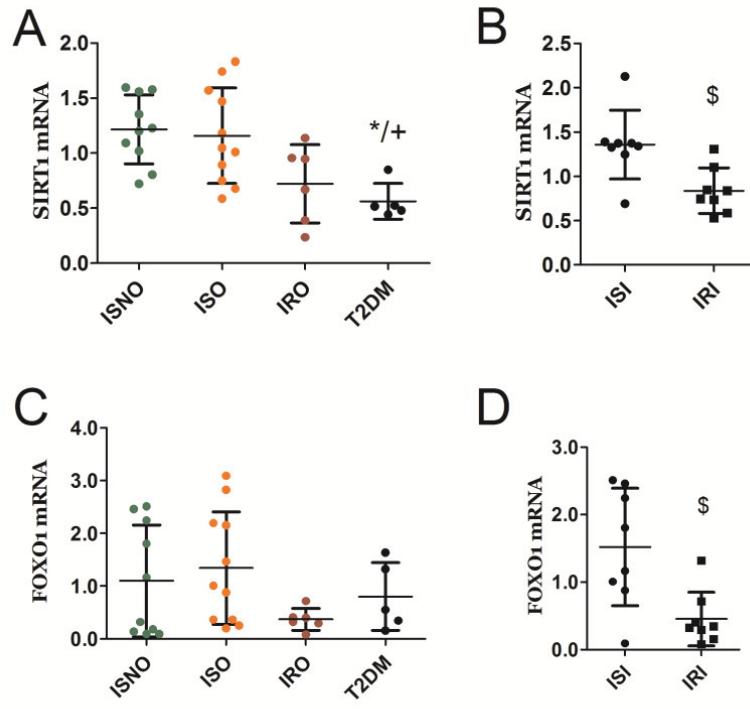 A
SIRT1 mRNA
2.0
1.5
1.0
0.5
0.0
*/+
ISNO
ISO
IRO
T2DM
B
SIRT1 mRNA
2.5
2.0
1.5
1.0
0.5
0.0
$
ISI
IRI
C
FOXO1 mRNA
4.0
3.0
2.0
1.0
0.0
ISNO
ISO
IRO
T2DM
D
FOXO1 mRNA
3.0
2.0
1.0
0.0
$
ISI
IRI